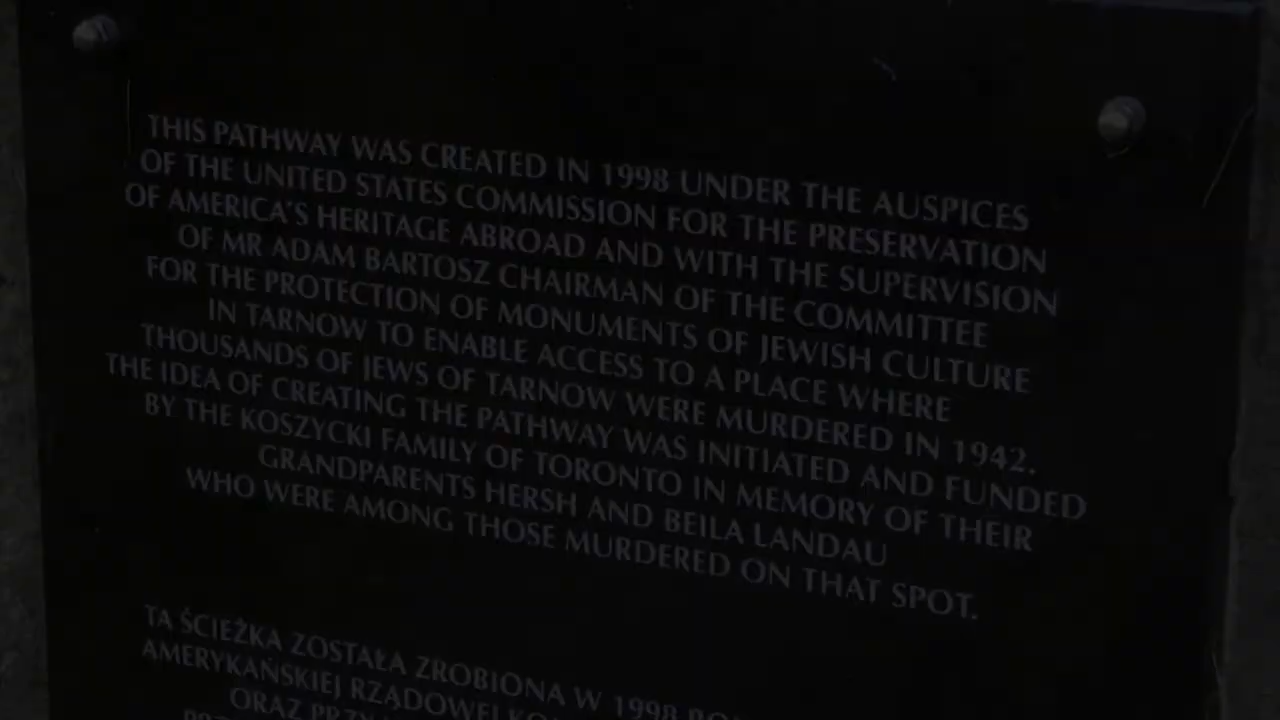 THIS PATHWAY WAS CREATED IN 1998 UNDER THE AUSPICES
OF THE UNITED STATES COMMISSION FOR THE PRESERVATION
OF AMERICA'S HERITAGE ABROAD AND WITH THE SUPERVISION
OF MR ADAM BARTOSZ CHAIRMAN OF THE COMMITTEE
FOR THE PROTECTION OF MONUMENTS OF JEWISH CULTURE
IN TARNOW TO ENABLE ACCESS TO A PLACE WHERE
THOUSANDS OF JEWS OF TARNOW WERE MURDERED IN 1942.
THE IDEA OF CREATING THE PATHWAY WAS INITIATED AND FUNDED
BY THE KOSZYCKI FAMILY OF TORONTO IN MEMORY OF THEIR
GRANDPARENTS HERSH AND BEILA LANDAU
WHO WERE AMONG THOSE MURDERED ON THAT SPOT.
TA ŚCIEŻKA ZOSTAŁA ZROBIONA W 1998
AMERYKAŃSKIEJ
ORAZ